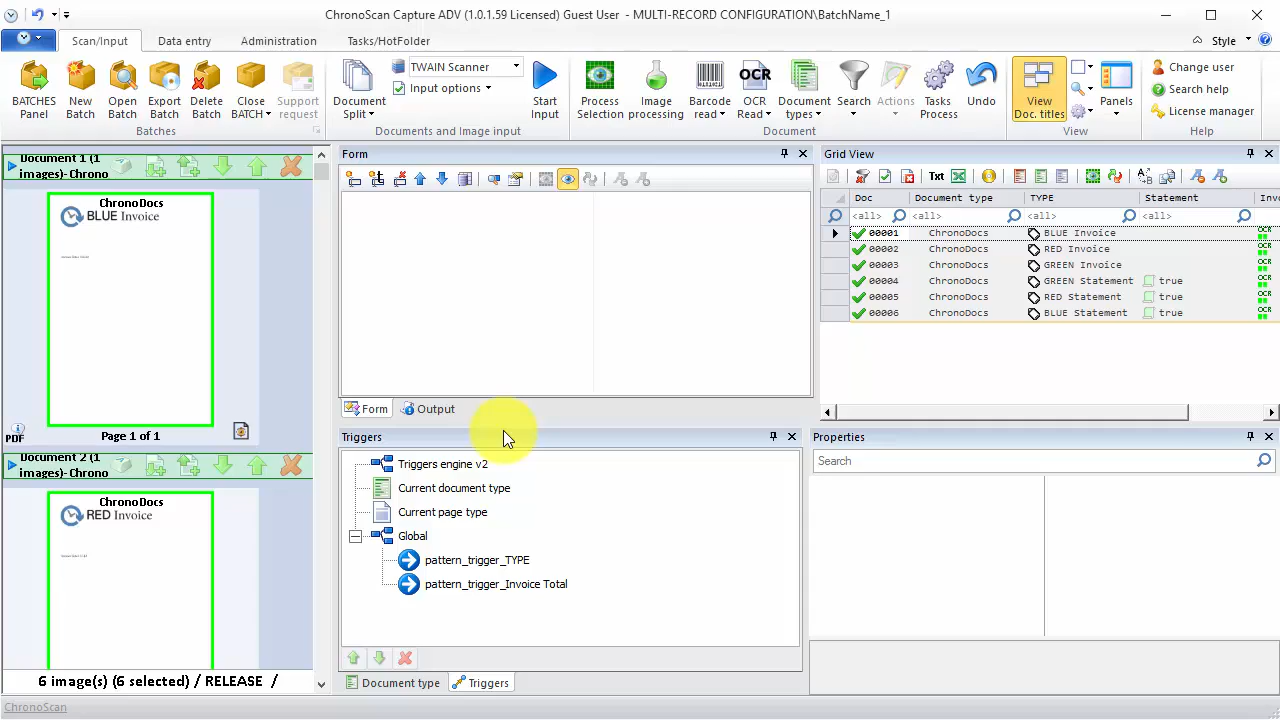 ChronoScan Capture ADV (1.0.1.59 Licensed) Guest User - MULTI-RECORD CONFIGURATION\BatchName_1
Scan/Input Data entry Administration Tasks/HotFolder Style
BATCHES Panel
New Batch
Open Batch
Export Batch
Delete Batch
Close BATCH
Support request
Batches
Document Split
TWAIN Scanner
Input options
Start Input
Documents and Image input
Process Selection
Image processing
Barcode read
OCR
OCR Read
Document types
Search
Actions
Tasks Process
Undo
Document
View Doc. titles
Panels
View
Change user
Search help
License manager
Help
Document 1 (1
images)- Chrono
ChronoDocs
BLUE Invoice
PDF
Page 1 of 1
Document 2 (1
images)- Chrono
ChronoDocs
RED Invoice
6 image(s) (6 selected) / RELEASE /
Form
Form Output
Triggers
Triggers engine v2
Current document type
Current page type
Global
pattern_trigger_TYPE
pattern_trigger_Invoice Total
Document type Triggers
Grid View
Txt
Doc Document type TYPE Statement Invo
<all> <all> <all> <all>
00001 ChronoDocs BLUE Invoice OCR
00002 ChronoDocs RED Invoice OCR
00003 ChronoDocs GREEN Invoice OCR
00004 ChronoDocs GREEN Statement true OCR
00005 ChronoDocs RED Statement true OCR
00006 ChronoDocs BLUE Statement true OCR
Properties
Search
ChronoScan